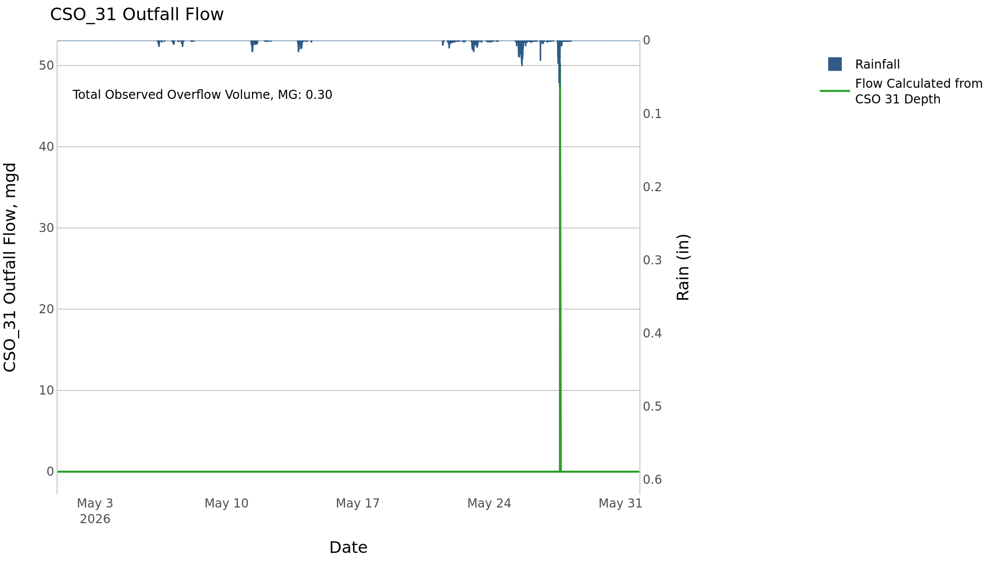 CSO_31 Outfall Flow
Total Observed Overflow Volume, MG: 0.30
CSO_31 Outfall Flow, mgd
50
40
30
20
10
0
0
0.1
0.2
0.3
0.4
0.5
0.6
Rain (in)
May 3
2026
May 10
May 17
May 24
May 31
Date
Rainfall
Flow Calculated from
CSO 31 Depth